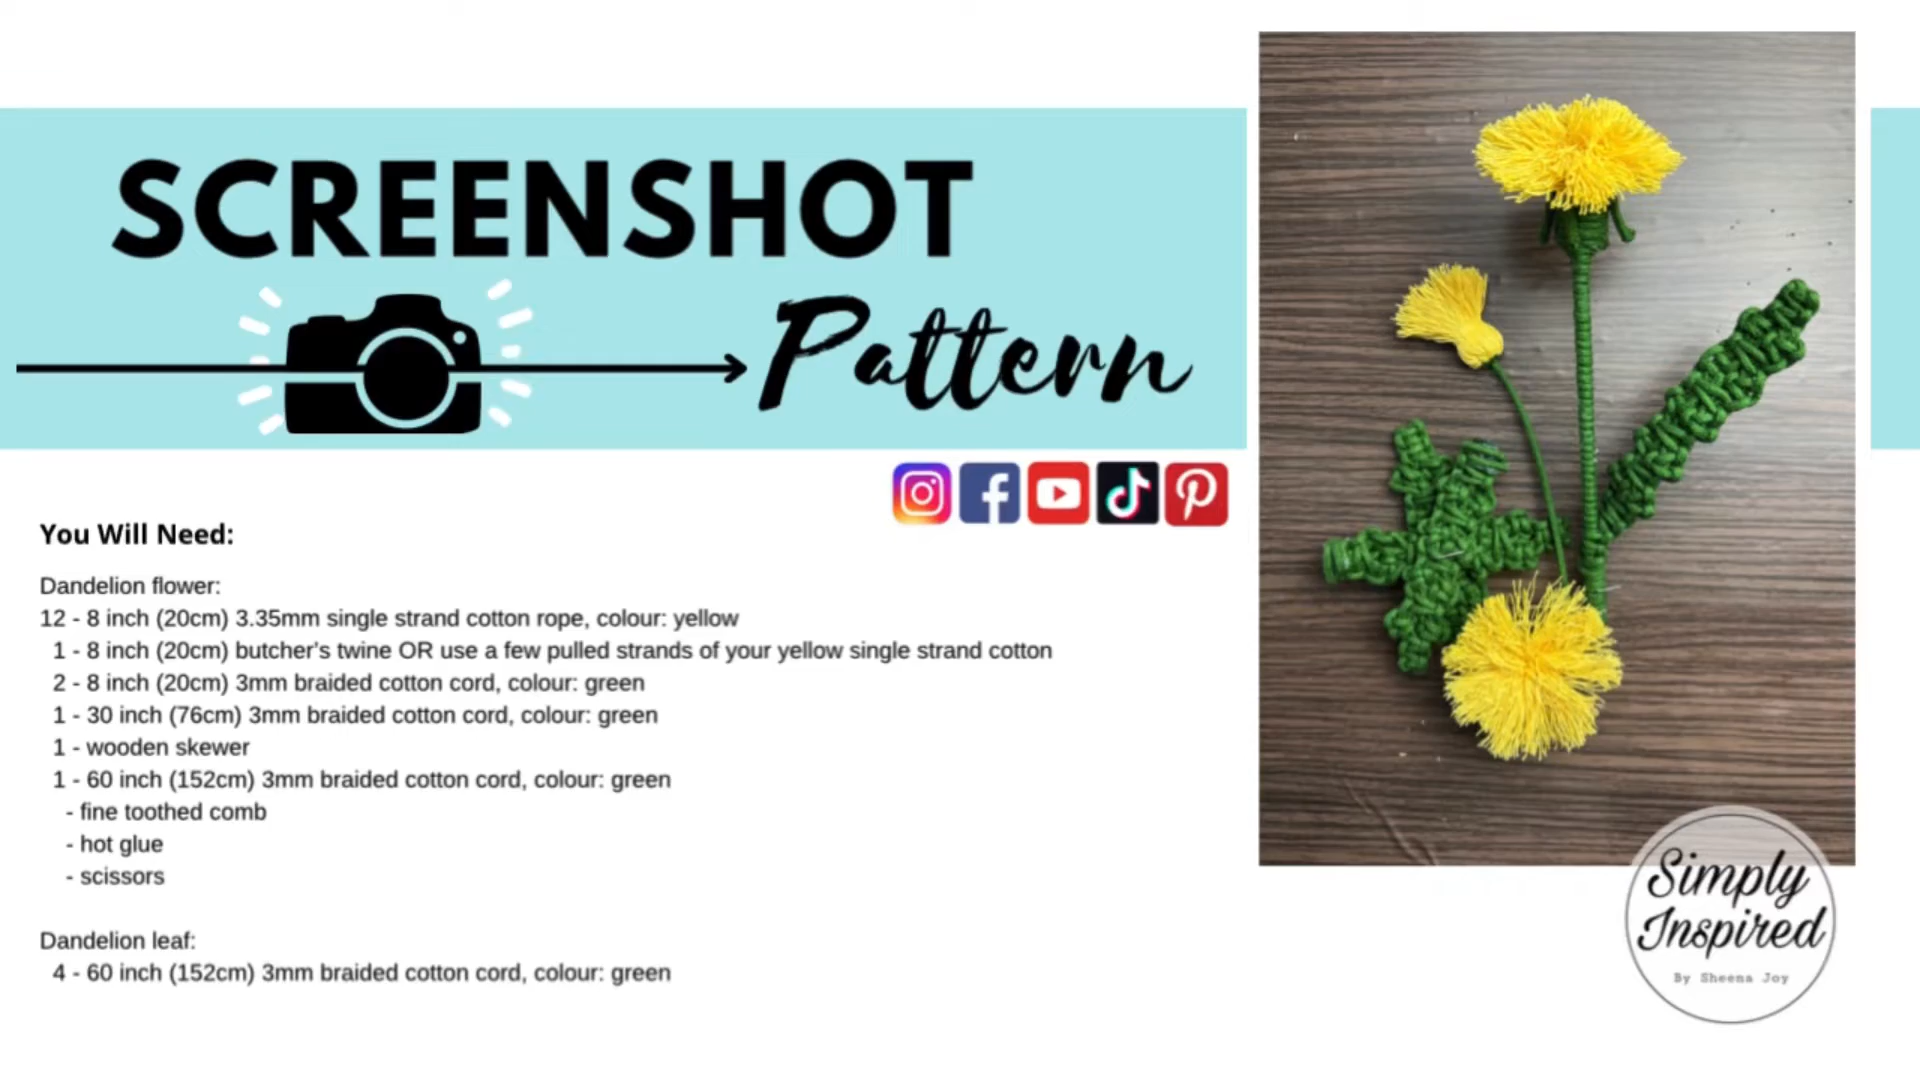 SCREENSHOT
Pattern
You Will Need:
Dandelion flower:
12 - 8 inch (20cm) 3.35mm single strand cotton rope, colour: yellow
1 - 8 inch (20cm) butcher's twine OR use a few pulled strands of your yellow single strand cotton
2 - 8 inch (20cm) 3mm braided cotton cord, colour: green
1 - 30 inch (76cm) 3mm braided cotton cord, colour: green
1 - wooden skewer
1 - 60 inch (152cm) 3mm braided cotton cord, colour: green
- fine toothed comb
- hot glue
- scissors
Dandelion leaf:
4 - 60 inch (152cm) 3mm braided cotton cord, colour: green
Simply
Inspired
By Sheena Joy